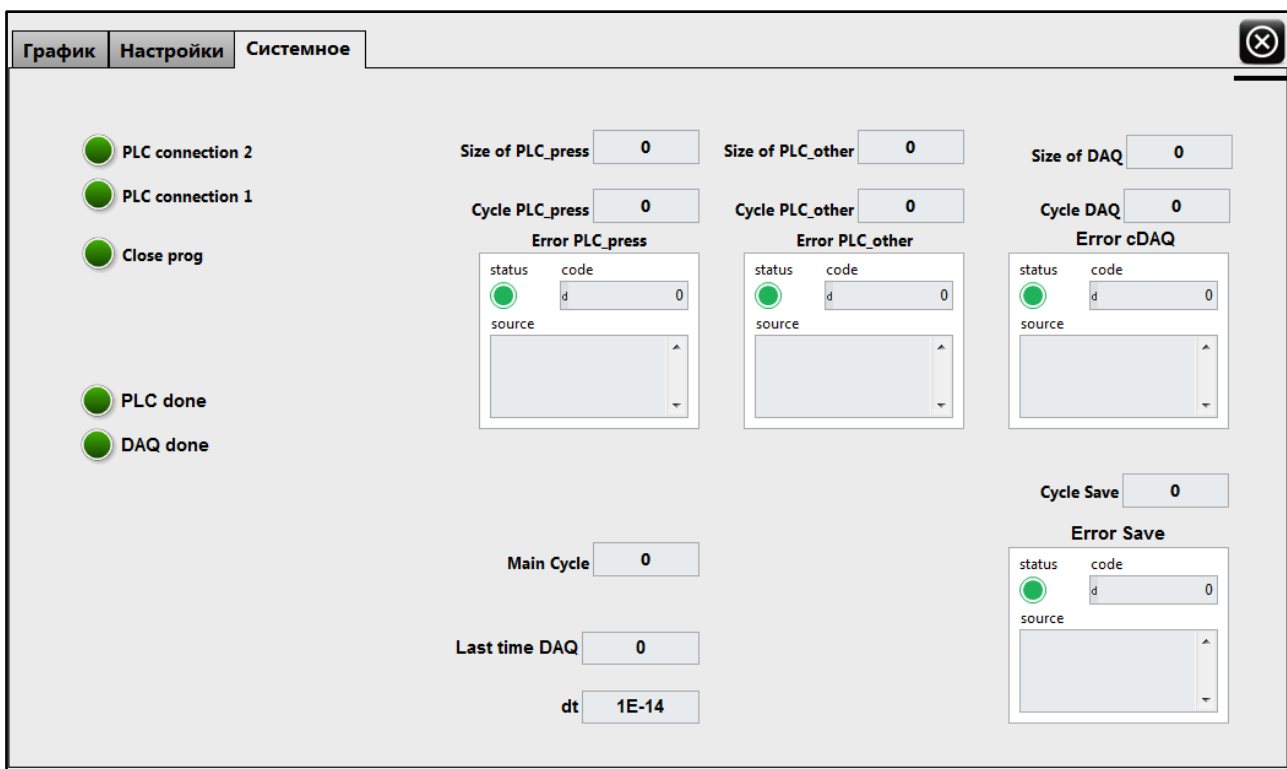 График Настройки Системное
PLC connection 2 Size of PLC_press 0 Size of PLC_other 0 Size of DAQ 0
PLC connection 1 Cycle PLC_press 0 Cycle PLC_other 0 Cycle DAQ 0
Error PLC_press Error PLC_other Error cDAQ
Close prog
status code status code status code
d 0 d 0 d 0
source source source
PLC done
DAQ done
Cycle Save 0
Error Save
Main Cycle 0
status code
d 0
source
Last time DAQ 0
dt 1E-14